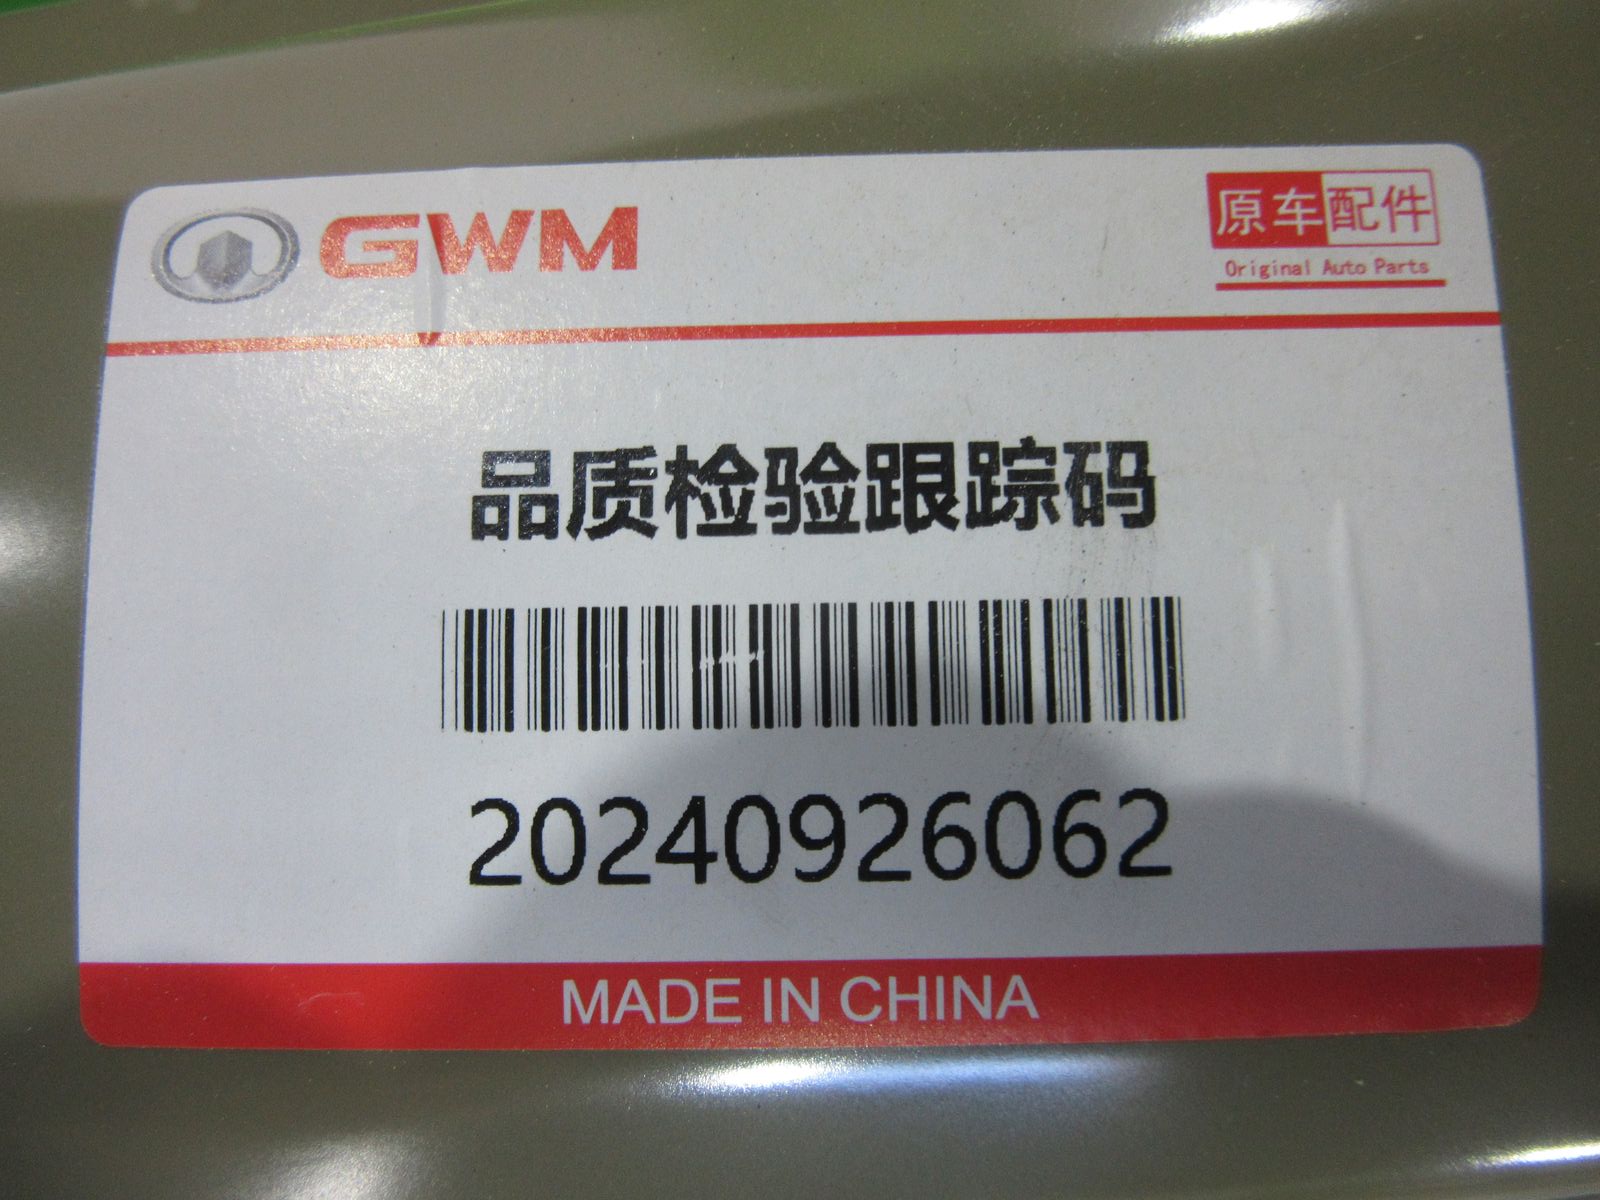 GWM
原车配件
Original Auto Parts
品质检验跟踪码
20240926062
MADE IN CHINA